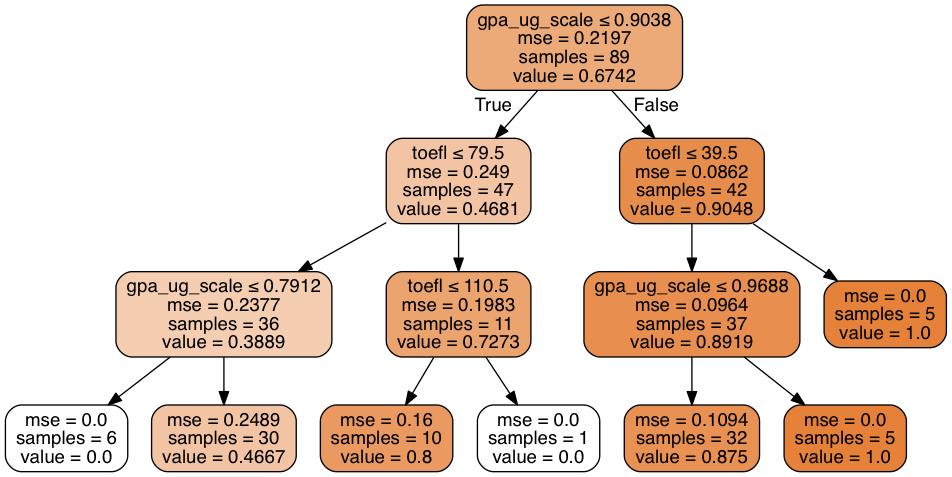 gpa_ug_scale ≤ 0.9038
mse = 0.2197
samples = 89
value = 0.6742
True
False
toefl ≤ 79.5
mse = 0.249
samples = 47
value = 0.4681
toefl ≤ 39.5
mse = 0.0862
samples = 42
value = 0.9048
gpa_ug_scale ≤ 0.7912
mse = 0.2377
samples = 36
value = 0.3889
toefl ≤ 110.5
mse = 0.1983
samples = 11
value = 0.7273
gpa_ug_scale ≤ 0.9688
mse = 0.0964
samples = 37
value = 0.8919
mse = 0.0
samples = 5
value = 1.0
mse = 0.0
samples = 6
value = 0.0
mse = 0.2489
samples = 30
value = 0.4667
mse = 0.16
samples = 10
value = 0.8
mse = 0.0
samples = 1
value = 0.0
mse = 0.1094
samples = 32
value = 0.875
mse = 0.0
samples = 5
value = 1.0